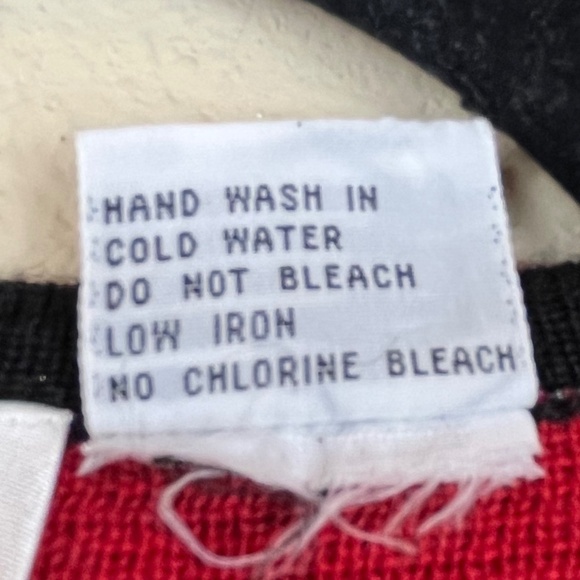 HAND WASH IN
COLD WATER
DO NOT BLEACH
LOW IRON
NO CHLORINE BLEACH